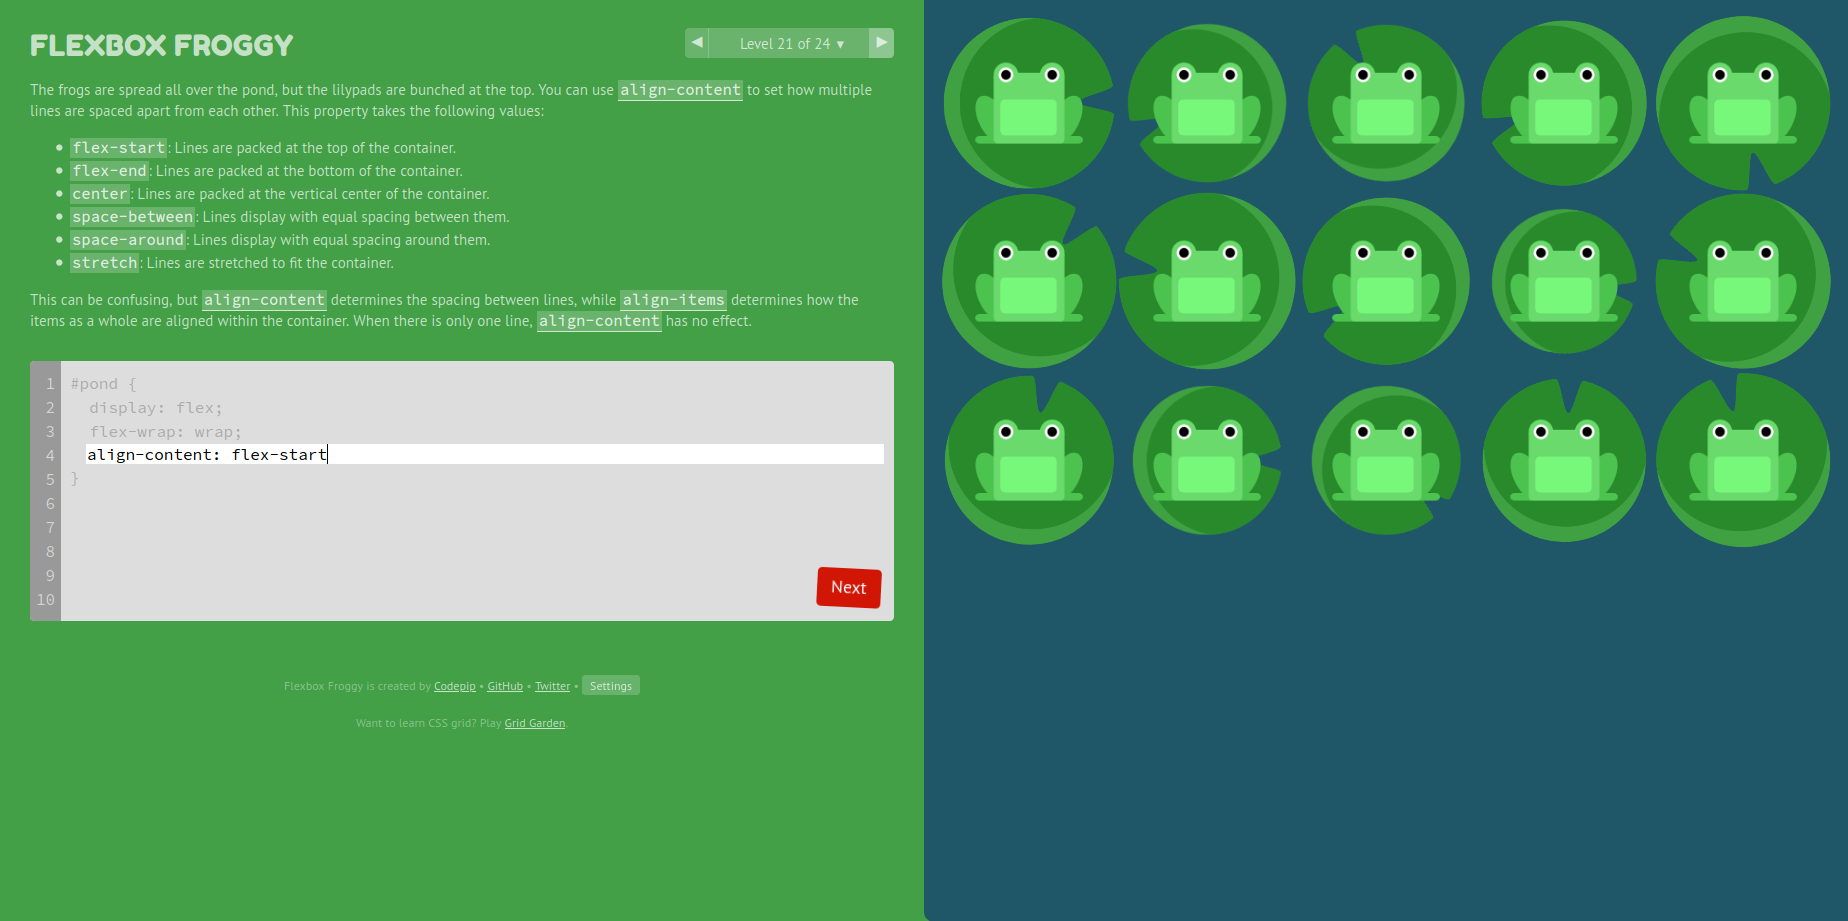 FLEXBOX FROGGY
◀ Level 21 of 24 ▾ ▶
The frogs are spread all over the pond, but the lilypads are bunched at the top. You can use align-content to set how multiple
lines are spaced apart from each other. This property takes the following values:
• flex-start: Lines are packed at the top of the container.
• flex-end: Lines are packed at the bottom of the container.
• center: Lines are packed at the vertical center of the container.
• space-between: Lines display with equal spacing between them.
• space-around: Lines display with equal spacing around them.
• stretch: Lines are stretched to fit the container.
This can be confusing, but align-content determines the spacing between lines, while align-items determines how the
items as a whole are aligned within the container. When there is only one line, align-content has no effect.
1 #pond {
2 display: flex;
3 flex-wrap: wrap;
4 align-content: flex-start
5 }
6
7
8
9
10
Next
Flexbox Froggy is created by Codepip • GitHub • Twitter • Settings
Want to learn CSS grid? Play Grid Garden.